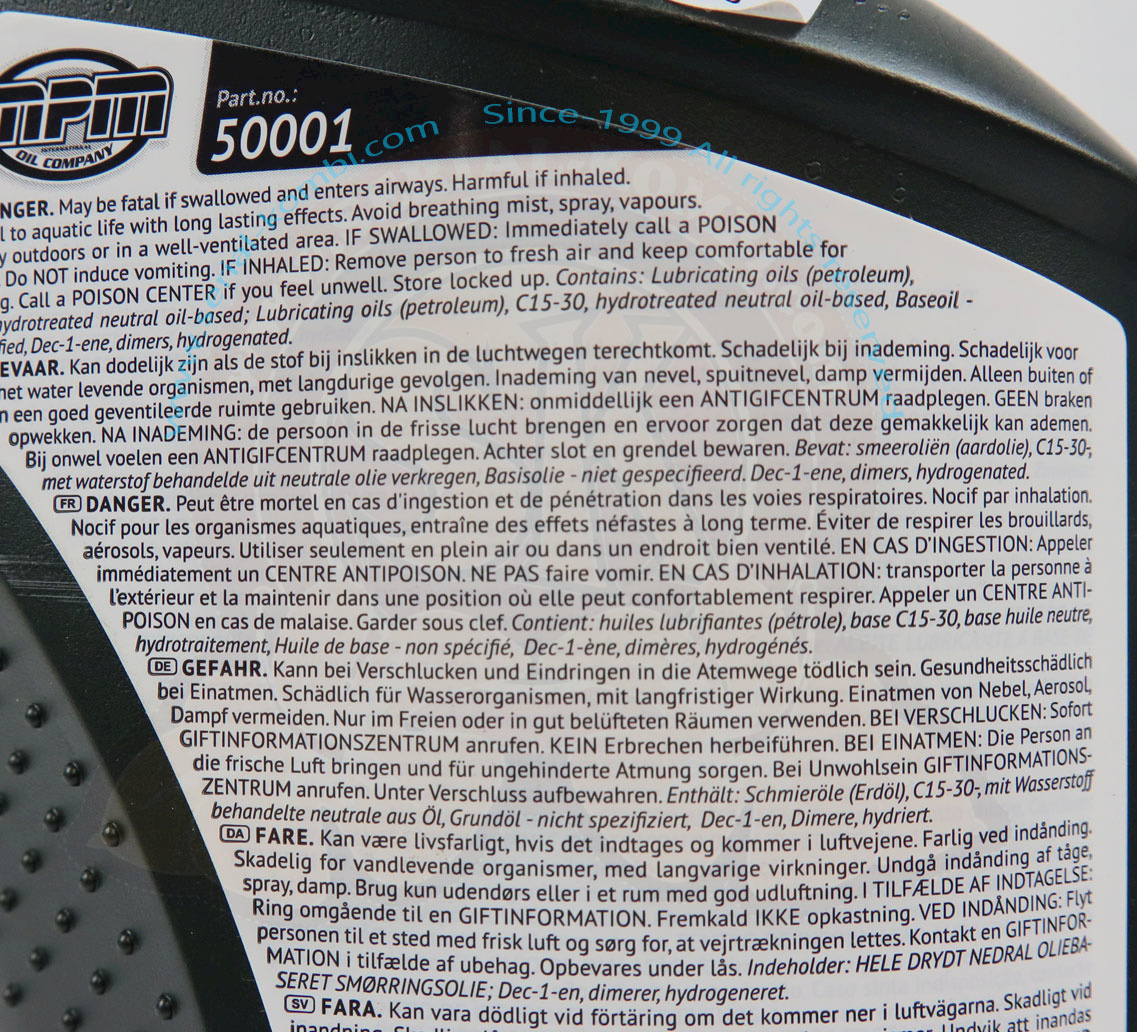 mpm
INTERNATIONAL
OIL COMPANY
Part.no.:
50001
Since 1999 All rights reserved
NGER. May be fatal if swallowed and enters airways. Harmful if inhaled.
l to aquatic life with long lasting effects. Avoid breathing mist, spray, vapours.
y outdoors or in a well-ventilated area. IF SWALLOWED: Immediately call a POISON
. Do NOT induce vomiting. IF INHALED: Remove person to fresh air and keep comfortable for
g. Call a POISON CENTER if you feel unwell. Store locked up. Contains: Lubricating oils (petroleum),
ydrotreated neutral oil-based; Lubricating oils (petroleum), C15-30, hydrotreated neutral oil-based, Baseoil -
fied, Dec-1-ene, dimers, hydrogenated.
EVAAR. Kan dodelijk zijn als de stof bij inslikken in de luchtwegen terechtkomt. Schadelijk bij inademing. Schadelijk voor
het water levende organismen, met langdurige gevolgen. Inademing van nevel, spuitnevel, damp vermijden. Alleen buiten of
n een goed geventileerde ruimte gebruiken. NA INSLIKKEN: onmiddellijk een ANTIGIFCENTRUM raadplegen. GEEN braken
opwekken. NA INADEMING: de persoon in de frisse lucht brengen en ervoor zorgen dat deze gemakkelijk kan ademen.
Bij onwel voelen een ANTIGIFCENTRUM raadplegen. Achter slot en grendel bewaren. Bevat: smeeroliën (aardolie), C15-30-,
met waterstof behandelde uit neutrale olie verkregen, Basisolie - niet gespecifieerd. Dec-1-ene, dimers, hydrogenated.
FR DANGER. Peut être mortel en cas d'ingestion et de pénétration dans les voies respiratoires. Nocif par inhalation.
Nocif pour les organismes aquatiques, entraîne des effets néfastes à long terme. Éviter de respirer les brouillards,
aérosols, vapeurs. Utiliser seulement en plein air ou dans un endroit bien ventilé. EN CAS D'INGESTION: Appeler
immédiatement un CENTRE ANTIPOISON. NE PAS faire vomir. EN CAS D'INHALATION: transporter la personne à
l'extérieur et la maintenir dans une position où elle peut confortablement respirer. Appeler un CENTRE ANTI-
POISON en cas de malaise. Garder sous clef. Contient: huiles lubrifiantes (pétrole), base C15-30, base huile neutre,
hydrotraitement, Huile de base - non spécifié, Dec-1-ène, dimères, hydrogénés.
DE GEFAHR. Kann bei Verschlucken und Eindringen in die Atemwege tödlich sein. Gesundheitsschädlich
bei Einatmen. Schädlich für Wasserorganismen, mit langfristiger Wirkung. Einatmen von Nebel, Aerosol,
Dampf vermeiden. Nur im Freien oder in gut belüfteten Räumen verwenden. BEI VERSCHLUCKEN: Sofort
GIFTINFORMATIONSZENTRUM anrufen. KEIN Erbrechen herbeiführen. BEI EINATMEN: Die Person an
die frische Luft bringen und für ungehinderte Atmung sorgen. Bei Unwohlsein GIFTINFORMATIONS-
ZENTRUM anrufen. Unter Verschluss aufbewahren. Enthält: Schmieröle (Erdöl), C15-30-, mit Wasserstoff
behandelte neutrale aus Öl, Grundöl - nicht spezifiziert, Dec-1-en, Dimere, hydriert.
DA FARE. Kan være livsfarligt, hvis det indtages og kommer i luftvejene. Farlig ved indånding.
Skadelig for vandlevende organismer, med langvarige virkninger. Undgå indånding af tåge,
spray, damp. Brug kun udendørs eller i et rum med god udluftning. I TILFÆLDE AF INDTAGELSE:
Ring omgående til en GIFTINFORMATION. Fremkald IKKE opkastning. VED INDÅNDING: Flyt
personen til et sted med frisk luft og sørg for, at vejrtrækningen lettes. Kontakt en GIFTINFOR-
MATION i tilfælde af ubehag. Opbevares under lås. Indeholder: HELE DRYDT NEDRAL OLIEBA-
SERET SMØRRINGSOLIE; Dec-1-en, dimerer, hydrogeneret.
SV FARA. Kan vara dödligt vid förtäring om det kommer ner i luftvägarna. Skadligt vid
Undvik att inandas